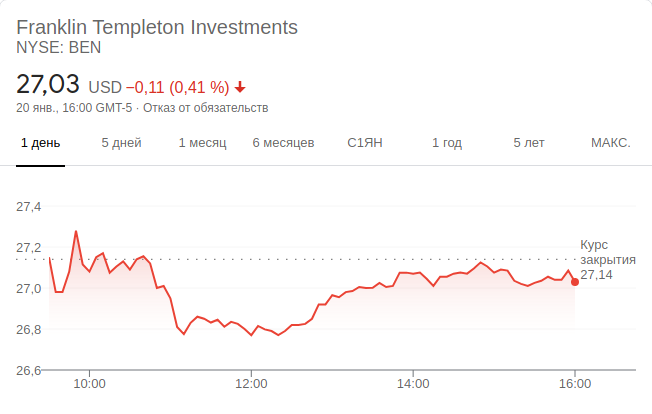 Franklin Templeton Investments
NYSE: BEN
27,03 USD −0,11 (0,41 %)
20 янв., 16:00 GMT-5 · Отказ от обязательств
1 день 5 дней 1 месяц 6 месяцев С1ЯН 1 год 5 лет МАКС.
27,4
27,2
27,0
26,8
26,6
Курс
закрытия
27,14
10:00 12:00 14:00 16:00